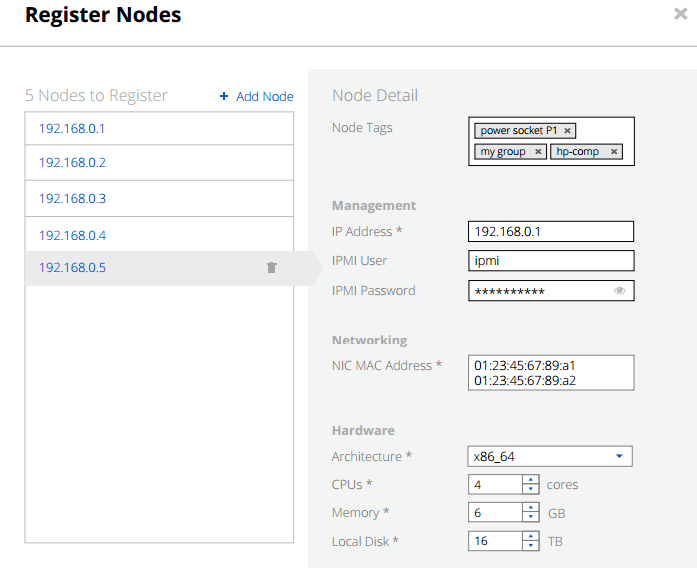 Register Nodes
5 Nodes to Register
+ Add Node
192.168.0.1
192.168.0.2
192.168.0.3
192.168.0.4
192.168.0.5
Node Detail
Node Tags
power socket P1 ×
my group × hp-comp ×
Management
IP Address * 192.168.0.1
IPMI User ipmi
IPMI Password **********
Networking
NIC MAC Address * 01:23:45:67:89:a1
01:23:45:67:89:a2
Hardware
Architecture * x86_64
CPUs * 4 cores
Memory * 6 GB
Local Disk * 16 TB